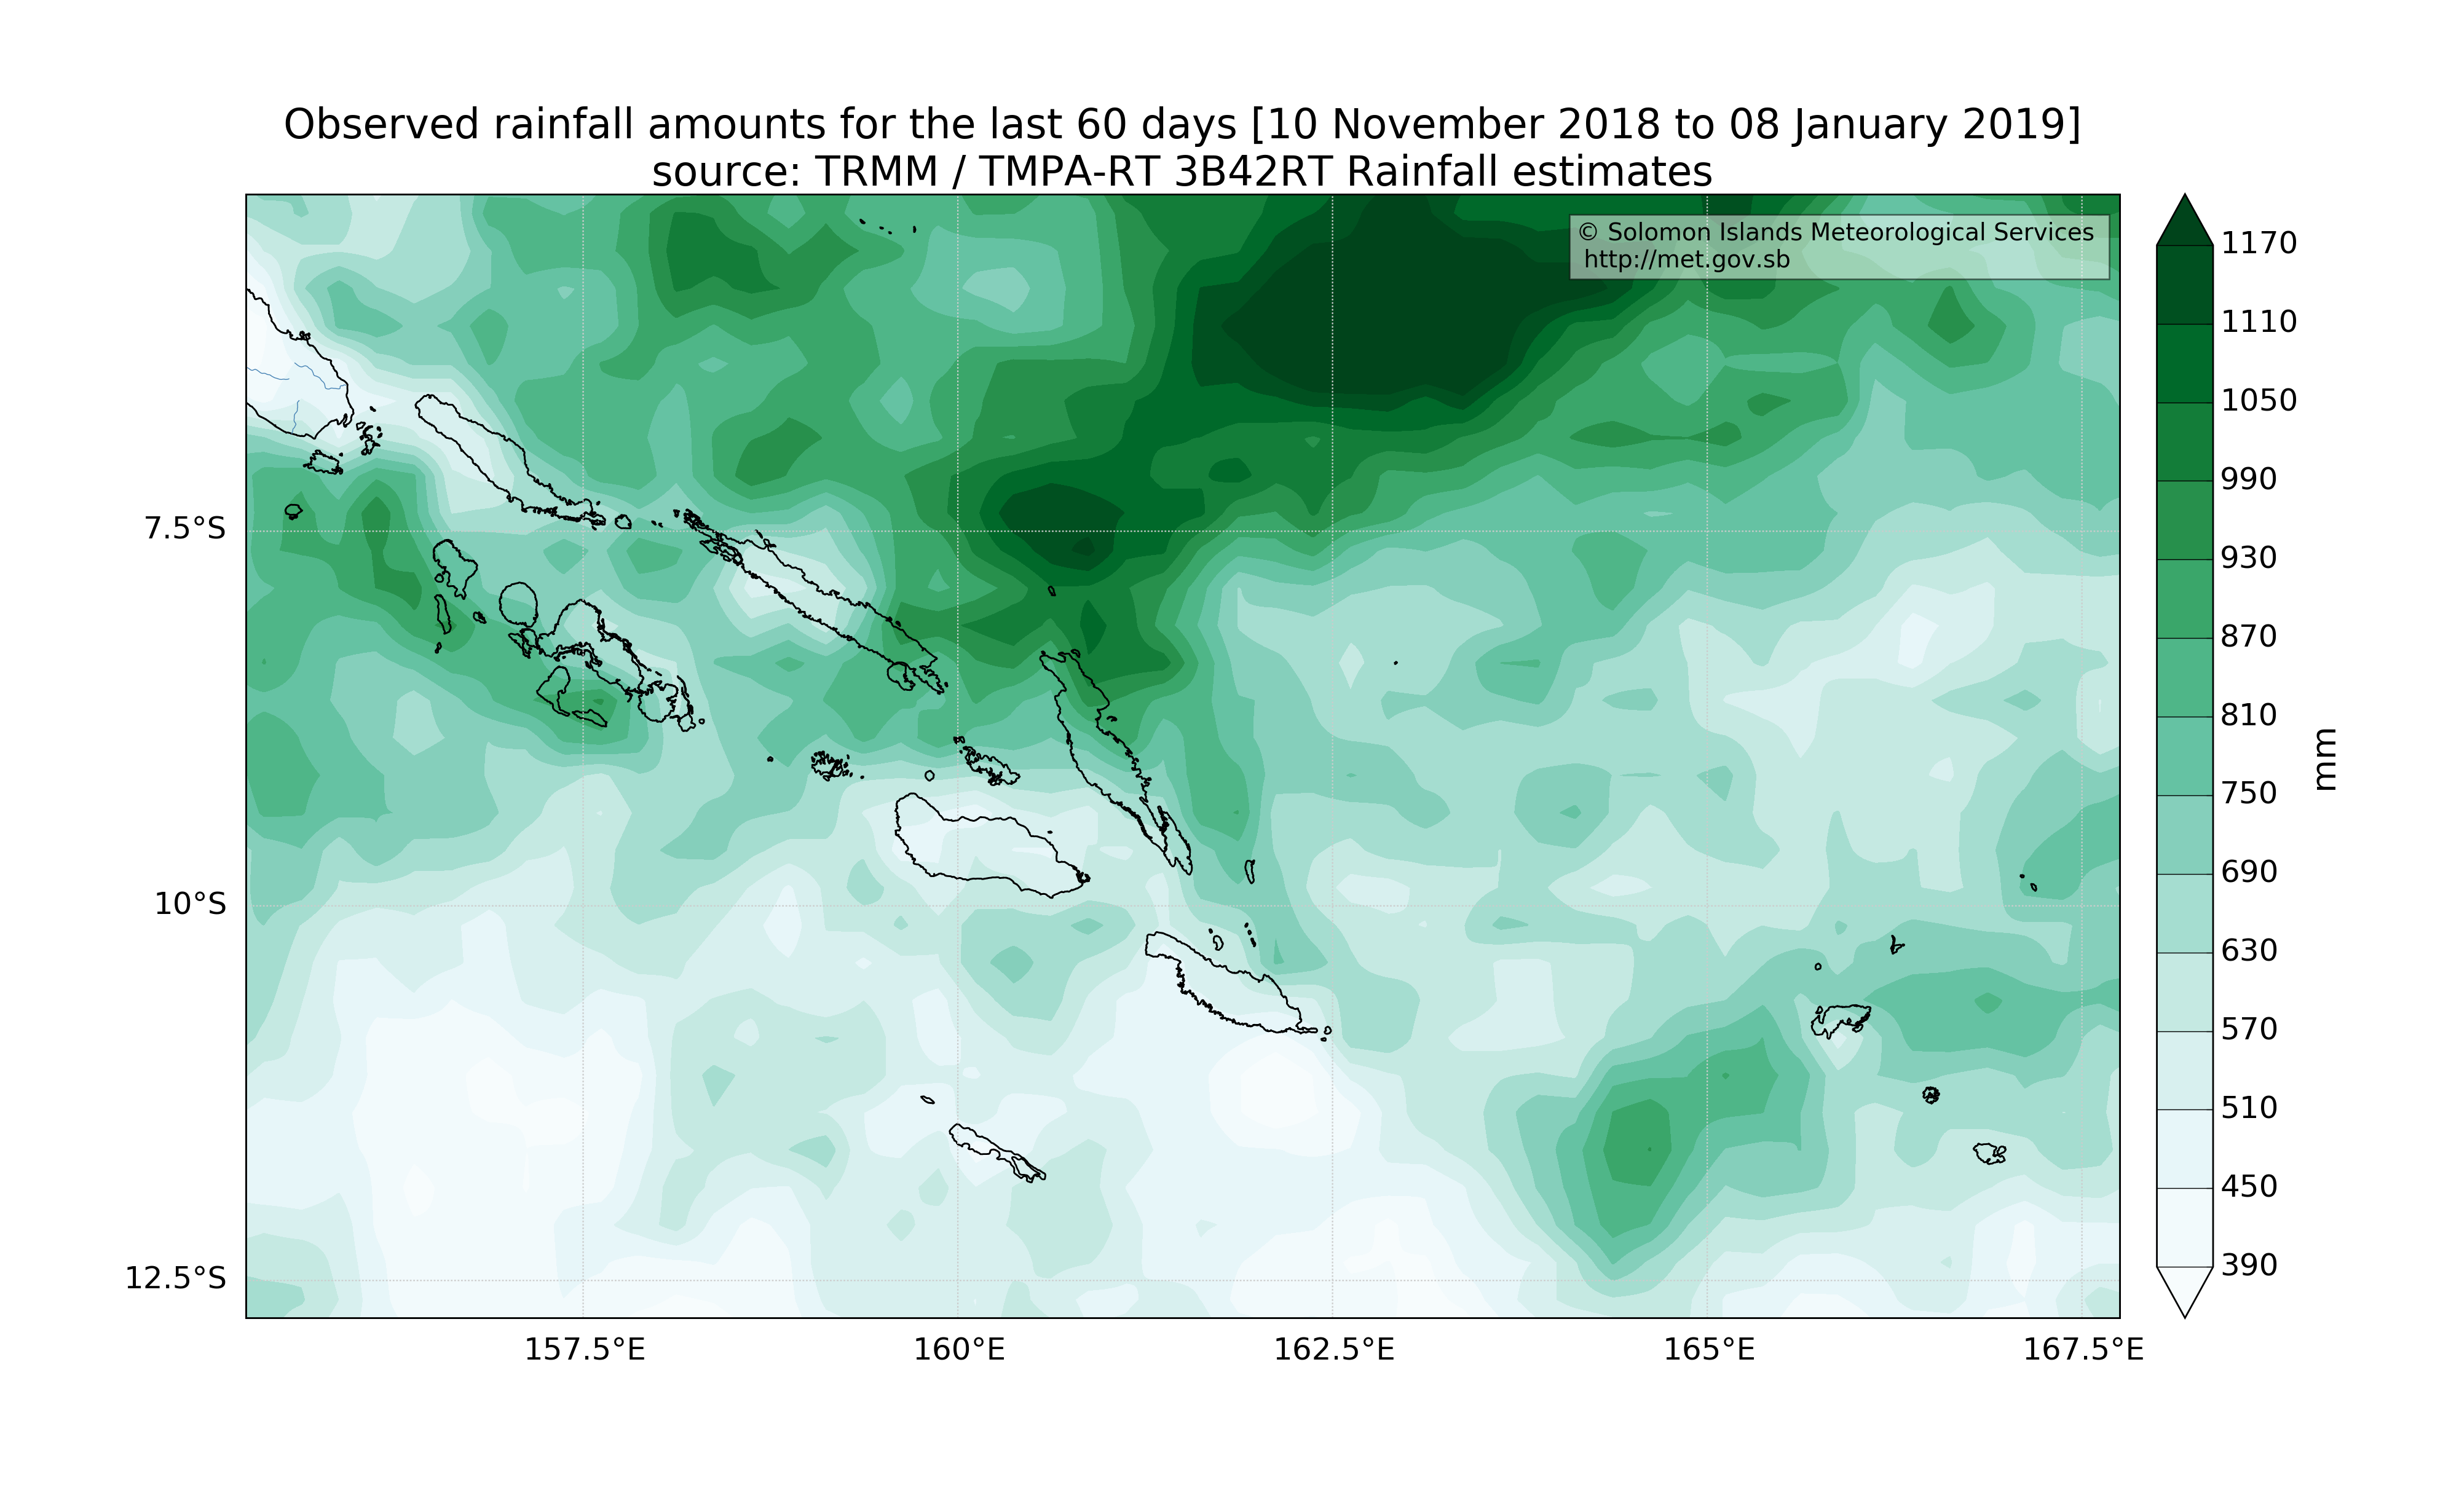 Observed rainfall amounts for the last 60 days [10 November 2018 to 08 January 2019]
source: TRMM / TMPA-RT 3B42RT Rainfall estimates
© Solomon Islands Meteorological Services
http://met.gov.sb
7.5°S
10°S
12.5°S
157.5°E
160°E
162.5°E
165°E
167.5°E
1170
1110
1050
990
930
870
810
750
690
630
570
510
450
390
mm